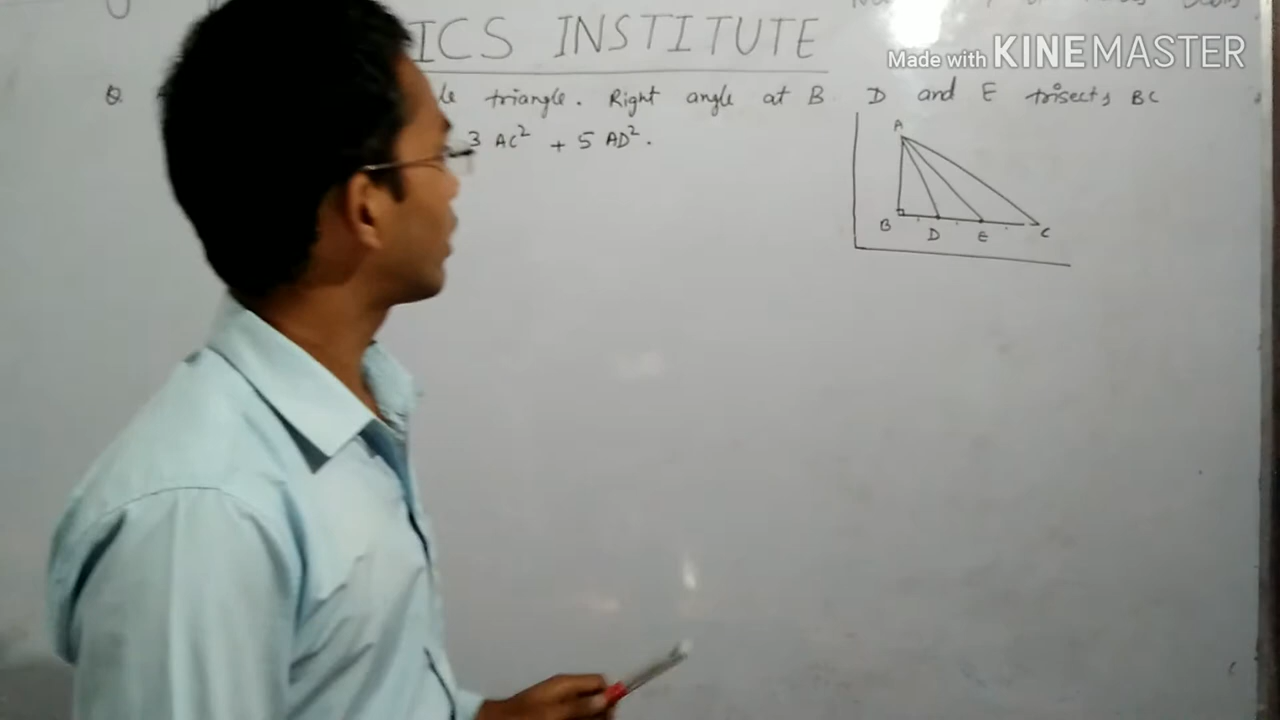 ICS INSTITUTE
Made with KINEMASTER
Q. triangle. Right angle at B D and E trisects BC
3 AC² + 5 AD².
A
B D E C